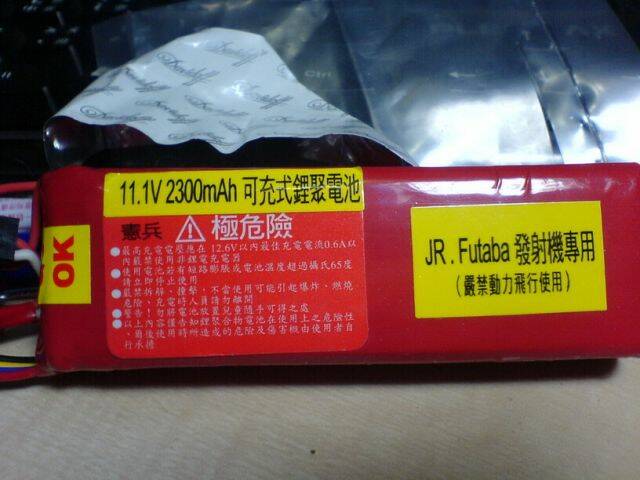 11.1V 2300mAh 可充式鋰聚電池
憲兵 極危險
●最高充電電壓應在 12.6V以內最佳充電電流0.6A以
內嚴禁使用非鋰充電器
●使用電池若有短路膨脹或電池溫度超過攝氏65度
請立即停止使用
●嚴禁拆解、撞擊，不當使用可能引起爆炸、燃燒
危險、充電時人員請勿離開
●警告！勿將電池放置兒童隨手可得之處
●以上內容僅告知鋰聚合物電池在使用上之危險性
、爾後使用時所造成的危險及傷害概由使用者自
行承擔
OK
JR . Futaba 發射機專用
(嚴禁動力飛行使用)
Davidoff
Ctrl